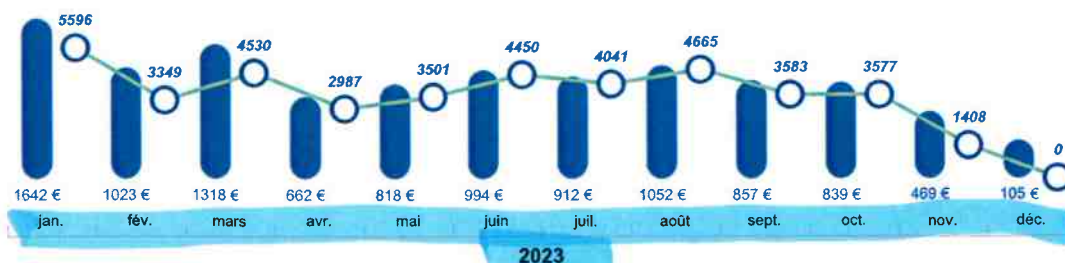 5596 3349 4530 2987 3501 4450 4041 4665 3583 3577 1408 0
1642 € 1023 € 1318 € 662 € 818 € 994 € 912 € 1052 € 857 € 839 € 469 € 105 €
jan. fév. mars avr. mai juin juil. août sept. oct. nov. déc.
2023